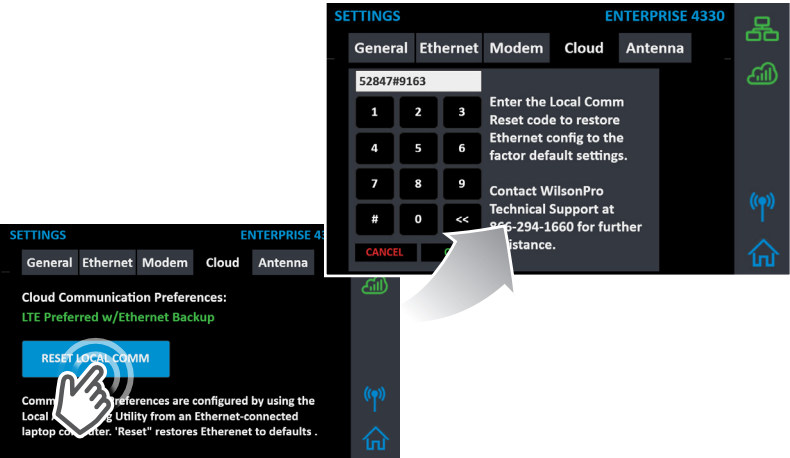 SETTINGS
ENTERPRISE 4330
General
Ethernet
Modem
Cloud
Antenna
52847#9163
1
2
3
4
5
6
7
8
9
#
0
<<
CANCEL
Enter the Local Comm
Reset code to restore
Ethernet config to the
factor default settings.
Contact WilsonPro
Technical Support at
866-294-1660 for further
SETTINGS
ENTERPRISE
General
Ethernet
Modem
Cloud
Antenna
Cloud Communication Preferences:
LTE Preferred w/Ethernet Backup
RESET LOCAL COMM
are configured by using the
Local Utility from an Ethernet-connected
laptop 'Reset" restores Etherenet to defaults .